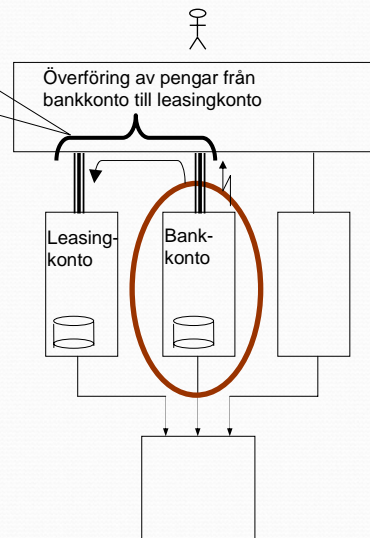 Överföring av pengar från
bankkonto till leasingkonto
Leasing-
konto
Bank-
konto